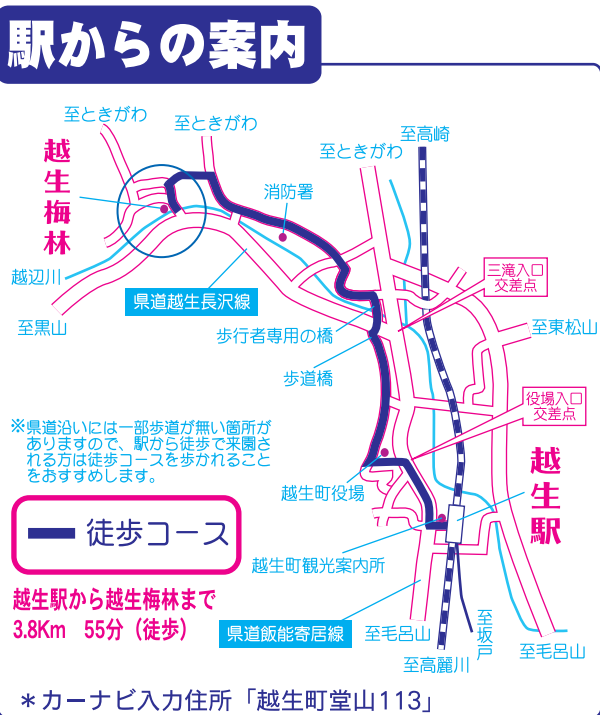 駅からの案内
至ときがわ
至ときがわ
至高崎
至ときがわ
越生梅林
消防署
越辺川
三滝入口
交差点
県道越生長沢線
至黒山
至東松山
歩行者専用の橋
歩道橋
役場入口
交差点
※県道沿いには一部歩道が無い箇所が
ありますので、駅から徒歩で来園さ
れる方は徒歩コースを歩かれること
をおすすめします。
越生駅
越生町役場
徒歩コース
越生町観光案内所
越生駅から越生梅林まで
3.8Km 55分（徒歩）
県道飯能寄居線
至毛呂山
至坂戸
至毛呂山
至高麗川
＊カーナビ入力住所「越生町堂山113」